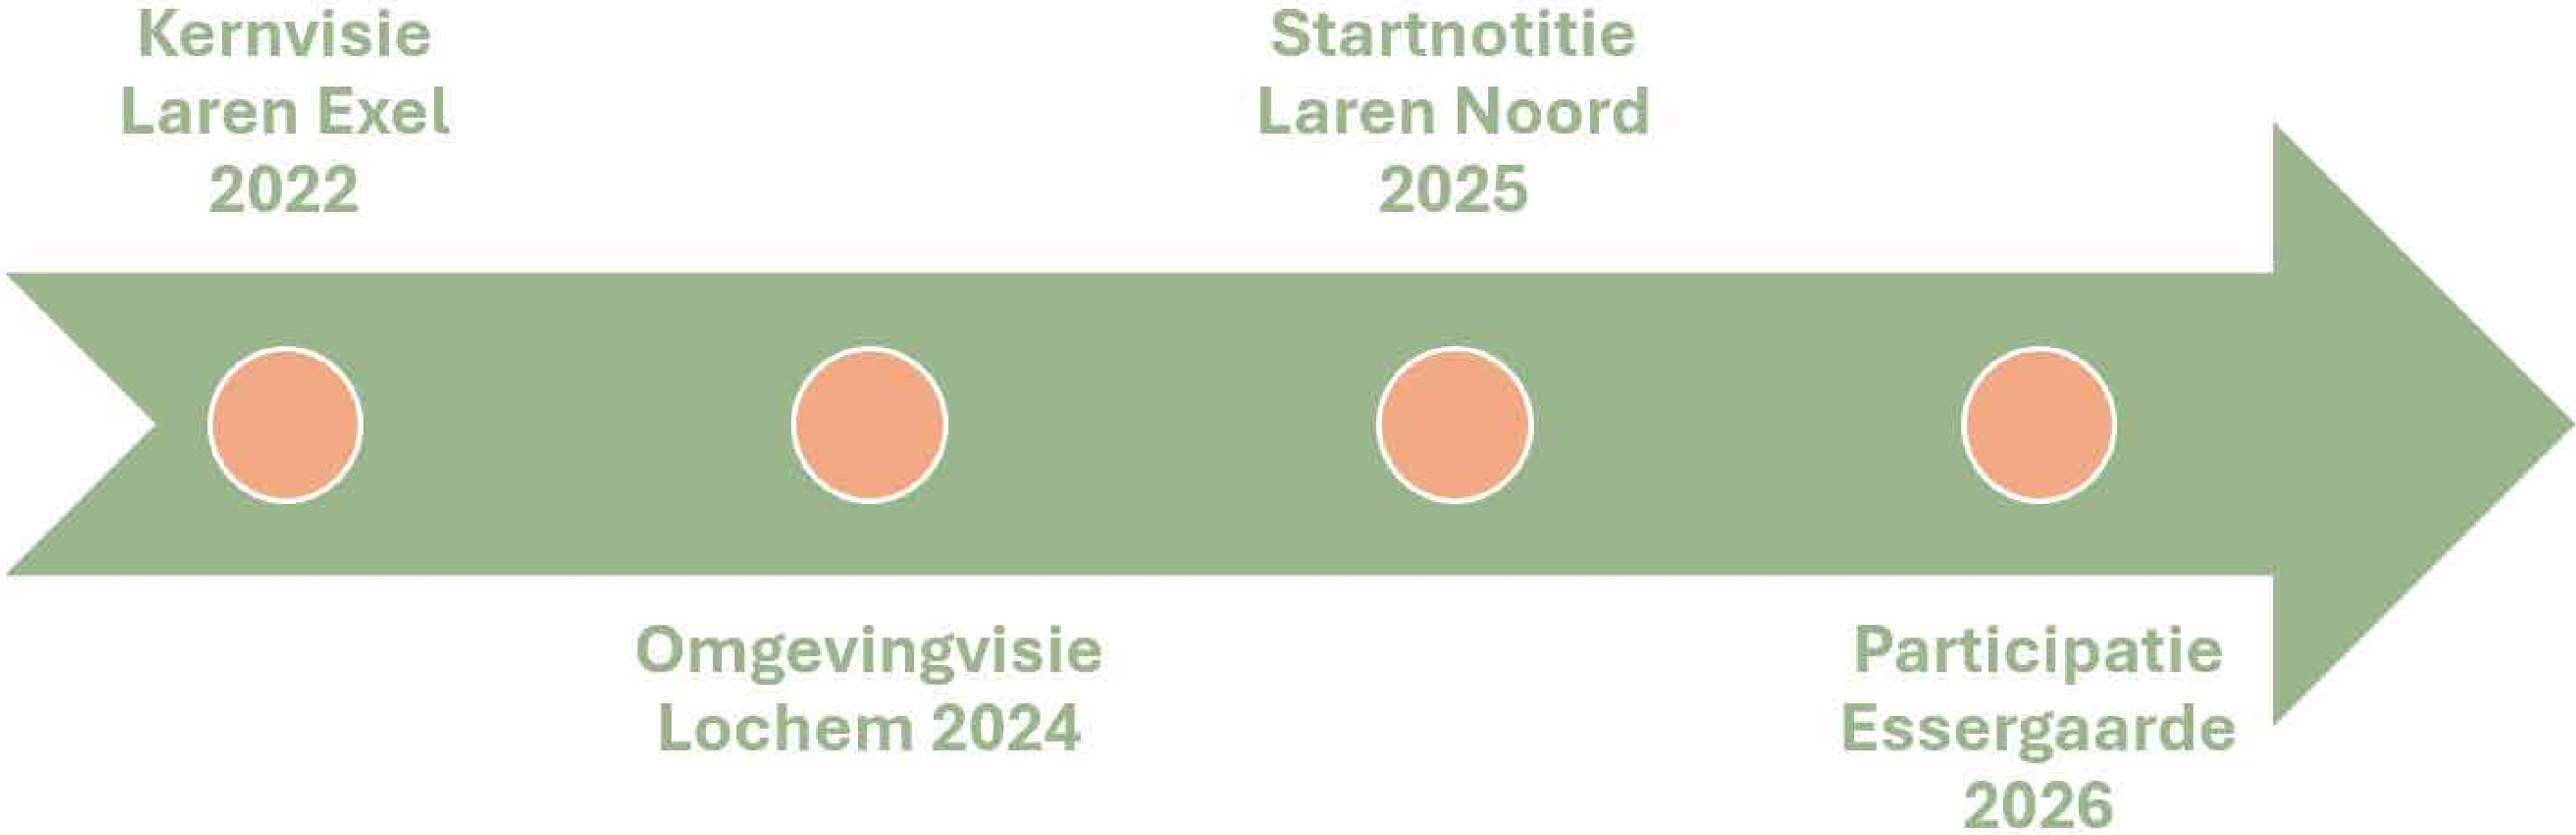 Kernvisie
Laren Exel
2022
Omgevingvisie
Lochem 2024
Startnotitie
Laren Noord
2025
Participatie
Essergaarde
2026